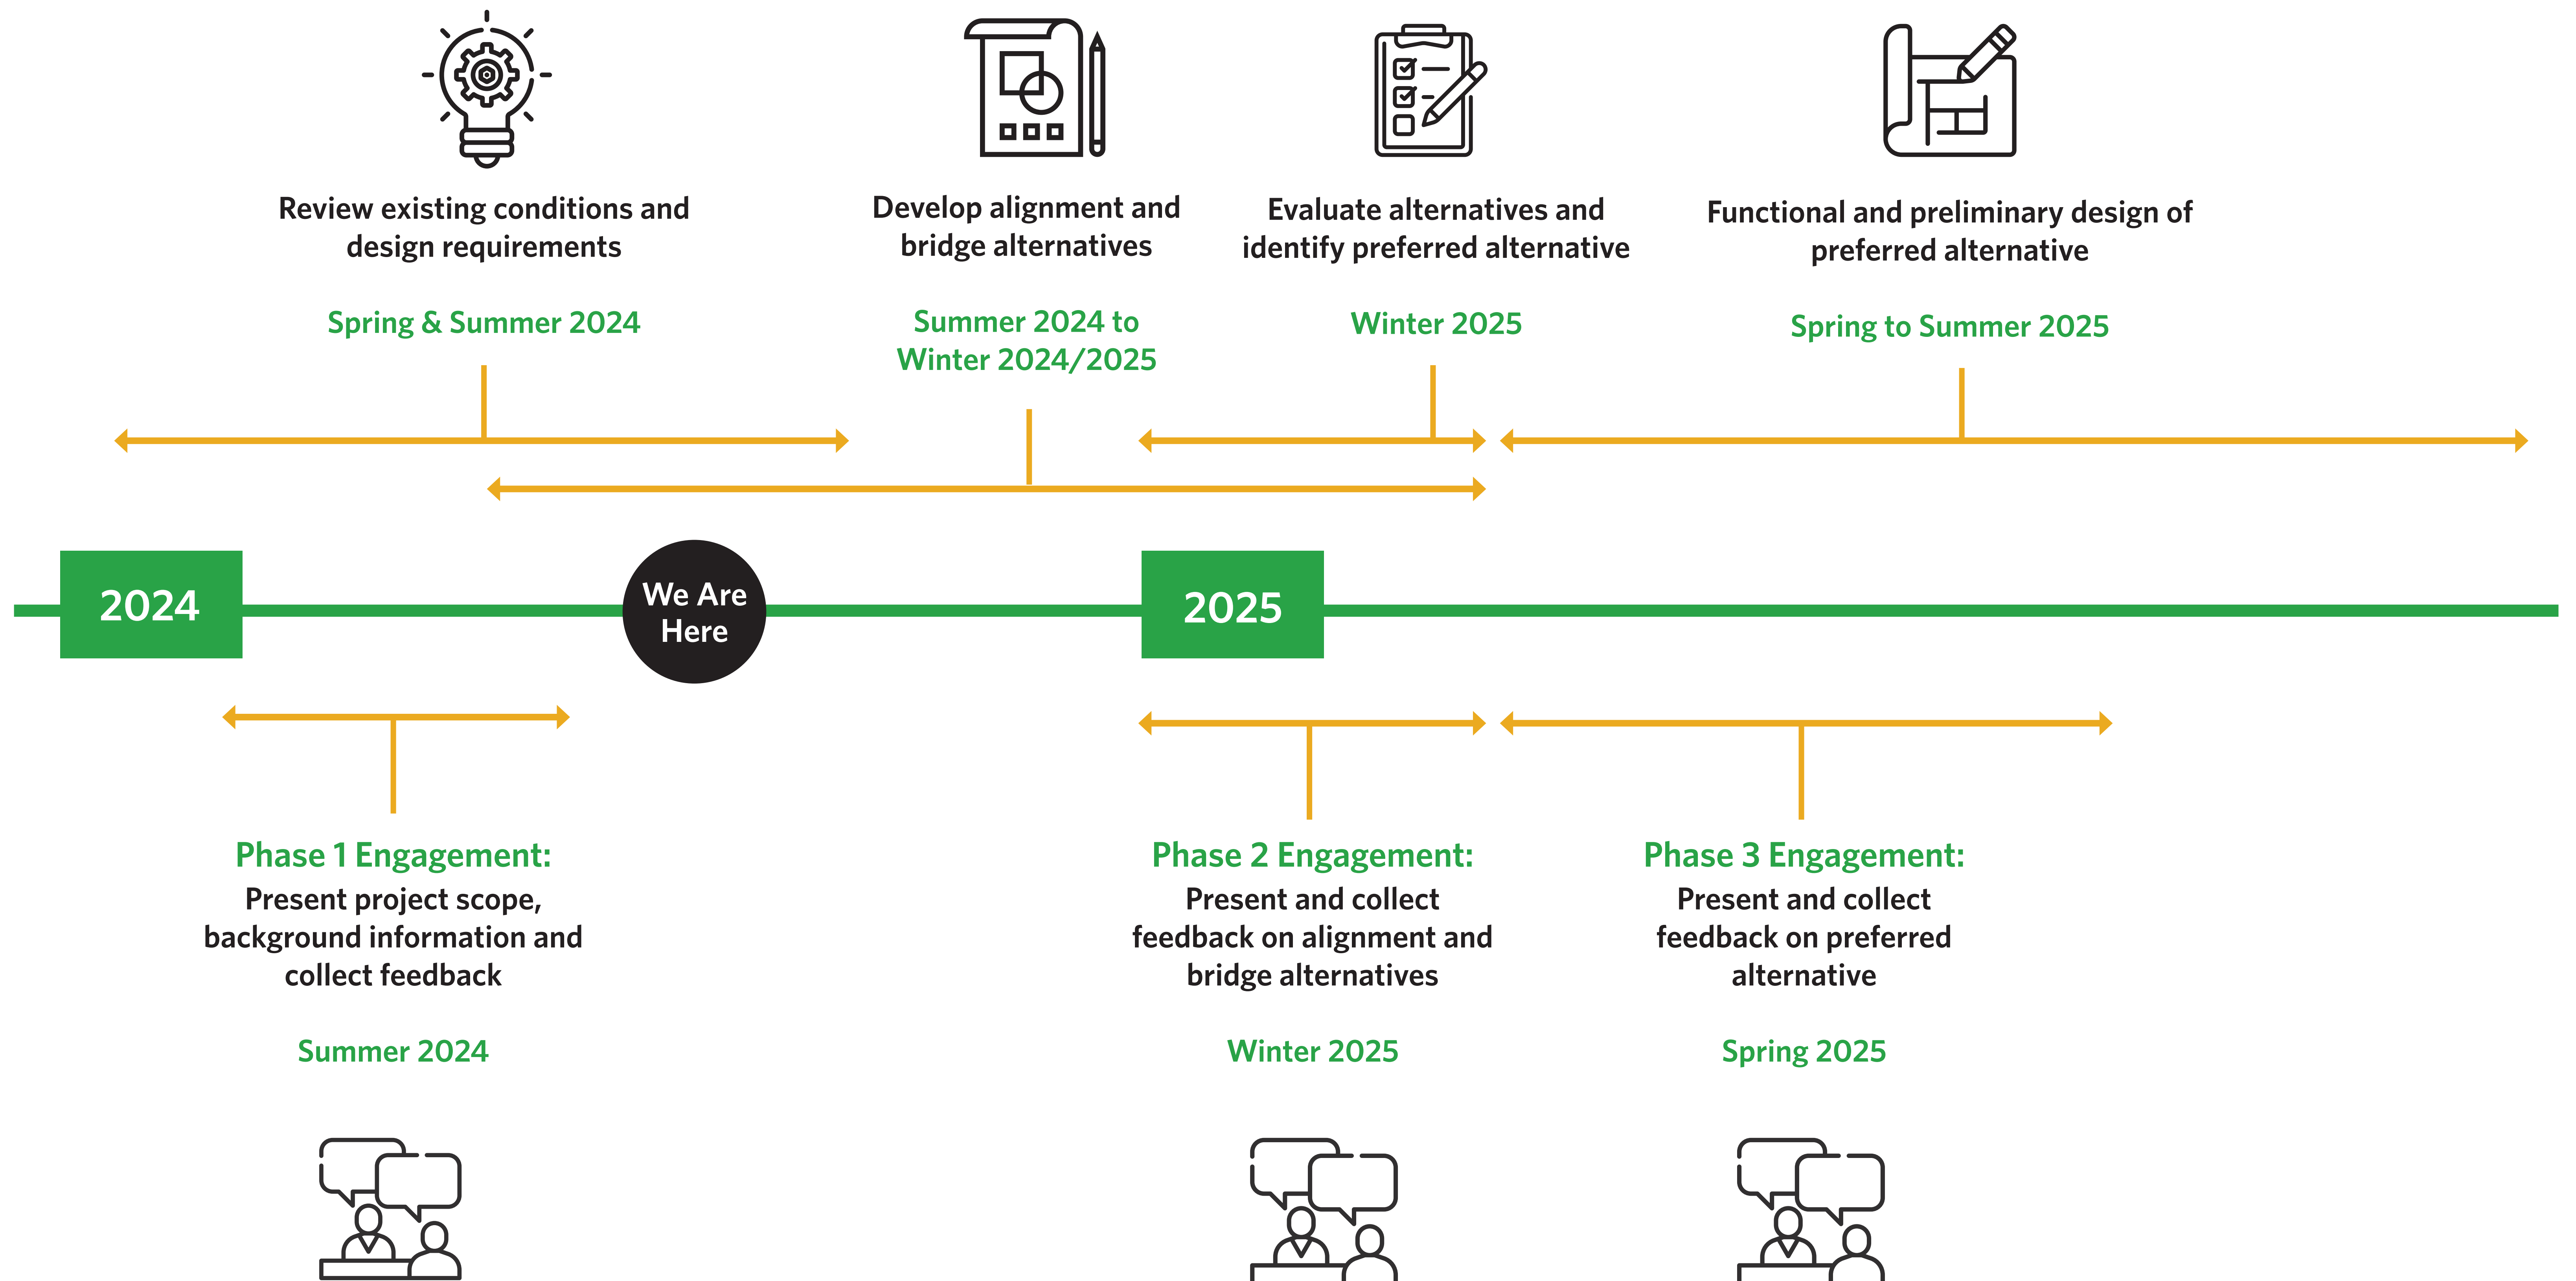 Review existing conditions and
design requirements
Spring & Summer 2024
Develop alignment and
bridge alternatives
Summer 2024 to
Winter 2024/2025
Evaluate alternatives and
identify preferred alternative
Winter 2025
Functional and preliminary design of
preferred alternative
Spring to Summer 2025
2024
We Are
Here
2025
Phase 1 Engagement:
Present project scope,
background information and
collect feedback
Summer 2024
Phase 2 Engagement:
Present and collect
feedback on alignment and
bridge alternatives
Winter 2025
Phase 3 Engagement:
Present and collect
feedback on preferred
alternative
Spring 2025